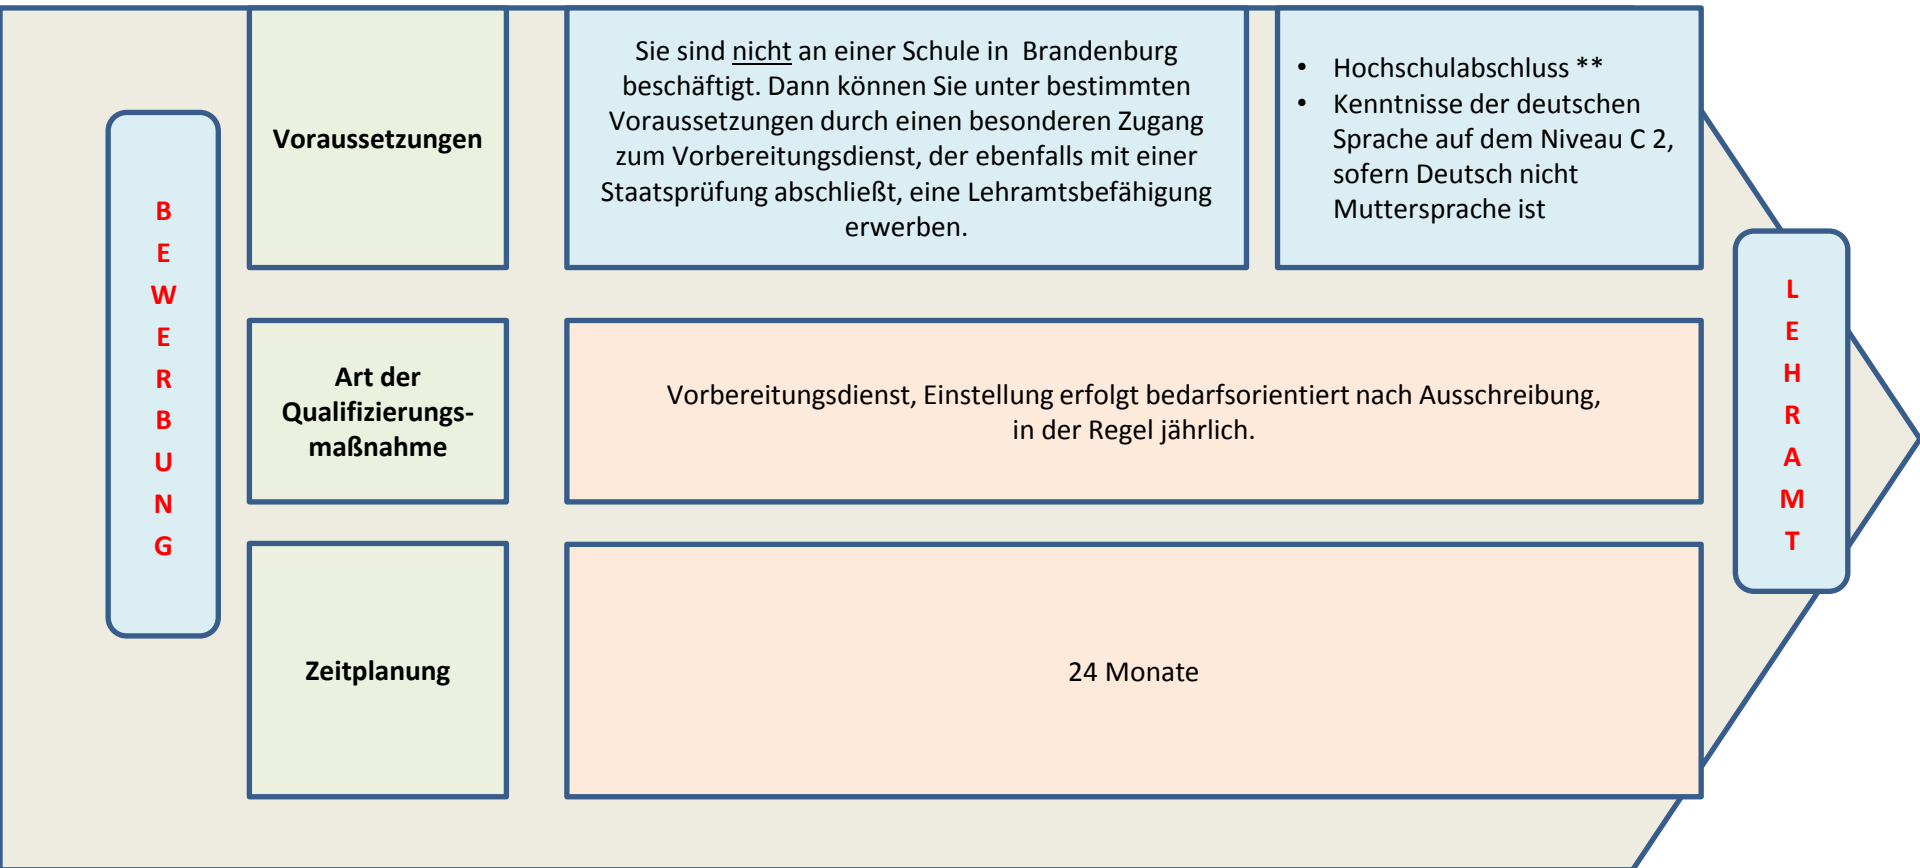 B
E
W
E
R
B
U
N
G
Voraussetzungen
Sie sind nicht an einer Schule in Brandenburg
beschäftigt. Dann können Sie unter bestimmten
Voraussetzungen durch einen besonderen Zugang
zum Vorbereitungsdienst, der ebenfalls mit einer
Staatsprüfung abschließt, eine Lehramtsbefähigung
erwerben.
• Hochschulabschluss **
• Kenntnisse der deutschen
Sprache auf dem Niveau C 2,
sofern Deutsch nicht
Muttersprache ist
Art der
Qualifizierungs-
maßnahme
Vorbereitungsdienst, Einstellung erfolgt bedarfsorientiert nach Ausschreibung,
in der Regel jährlich.
Zeitplanung
24 Monate
L
E
H
R
A
M
T